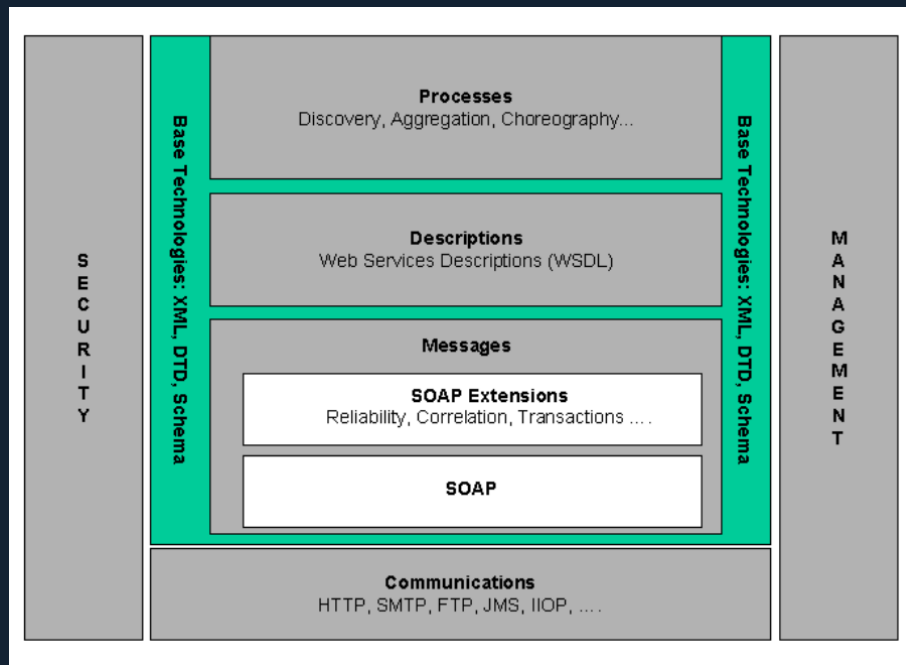 SECURITY
Base Technologies: XML, DTD, Schema
Processes
Discovery, Aggregation, Choreography...
Descriptions
Web Services Descriptions (WSDL)
Messages
SOAP Extensions
Reliability, Correlation, Transactions ....
SOAP
Base Technologies: XML, DTD, Schema
MANAGEMENT
Communications
HTTP, SMTP, FTP, JMS, IIOP, ....